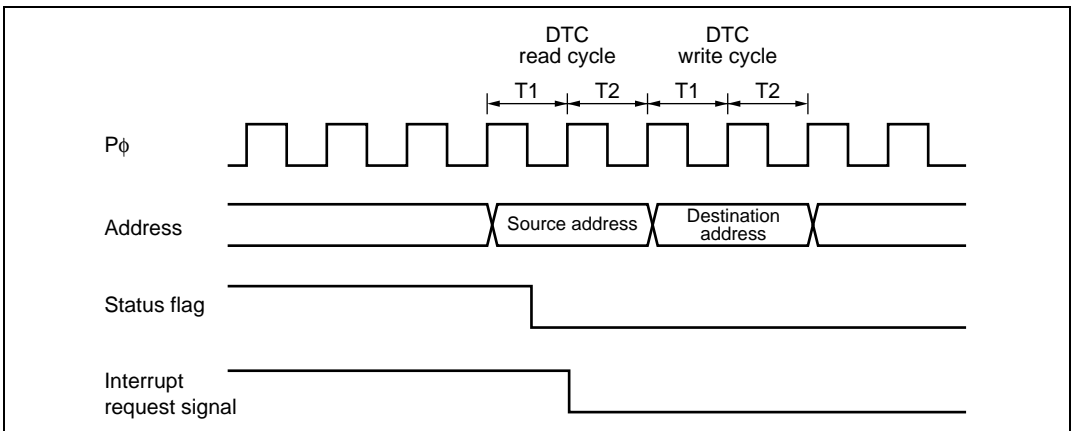 DTC
read cycle
DTC
write cycle
T1
T2
T1
T2
Pϕ
Address
Source address
Destination
address
Status flag
Interrupt
request signal